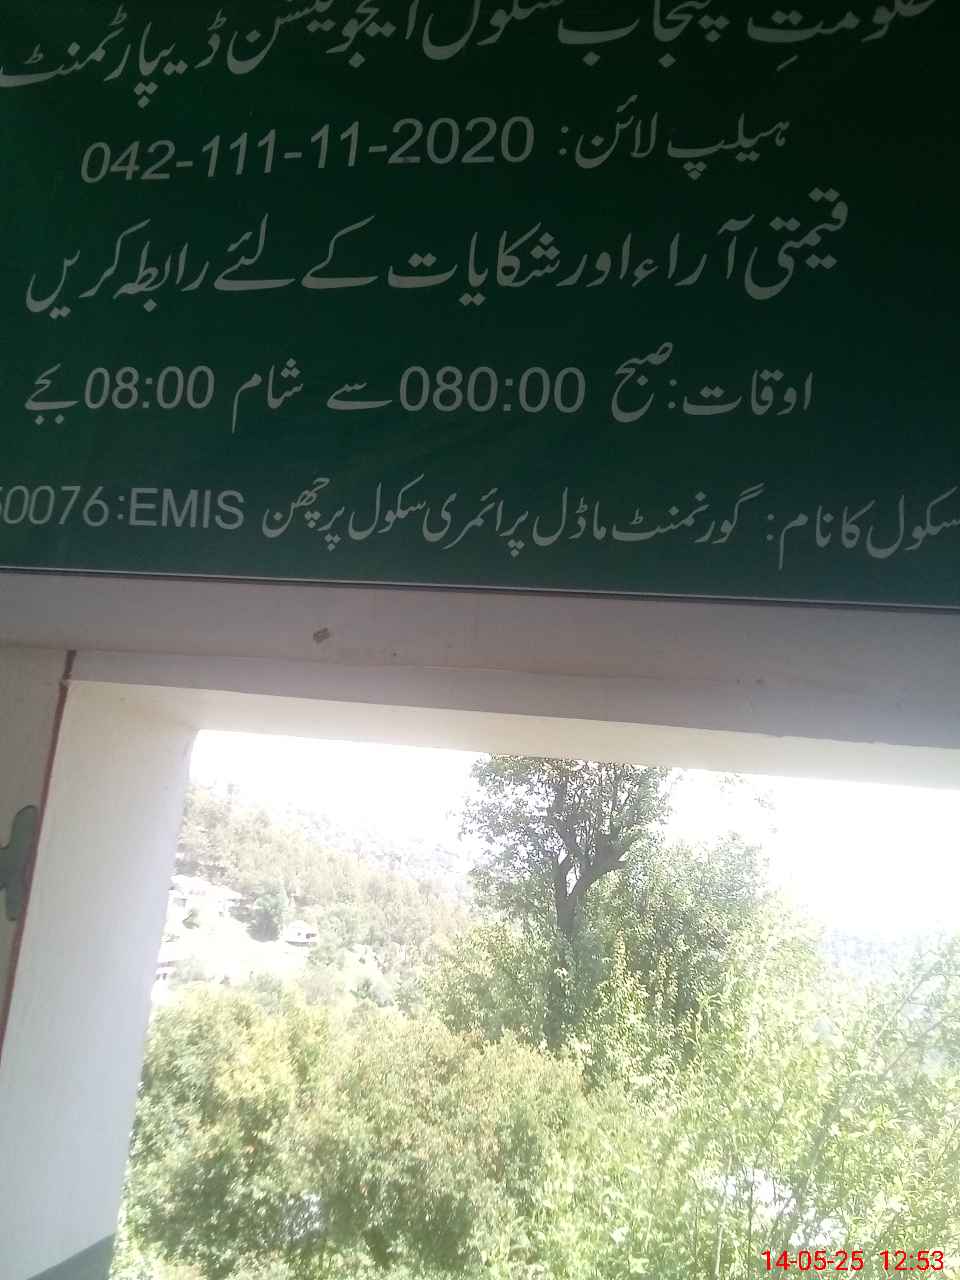 حکومتِ پنجاب سکول ایجوکیشن ڈیپارٹمنٹ
ہیلپ لائن: 042-111-11-2020
قیمتی آراء اور شکایات کے لئے رابطہ کریں
اوقات: صبح 080:00 سے شام 08:00 بجے
سکول کا نام: گورنمنٹ ماڈل پرائمری سکول پرچھن EMIS:50076
14-05-25 12:53